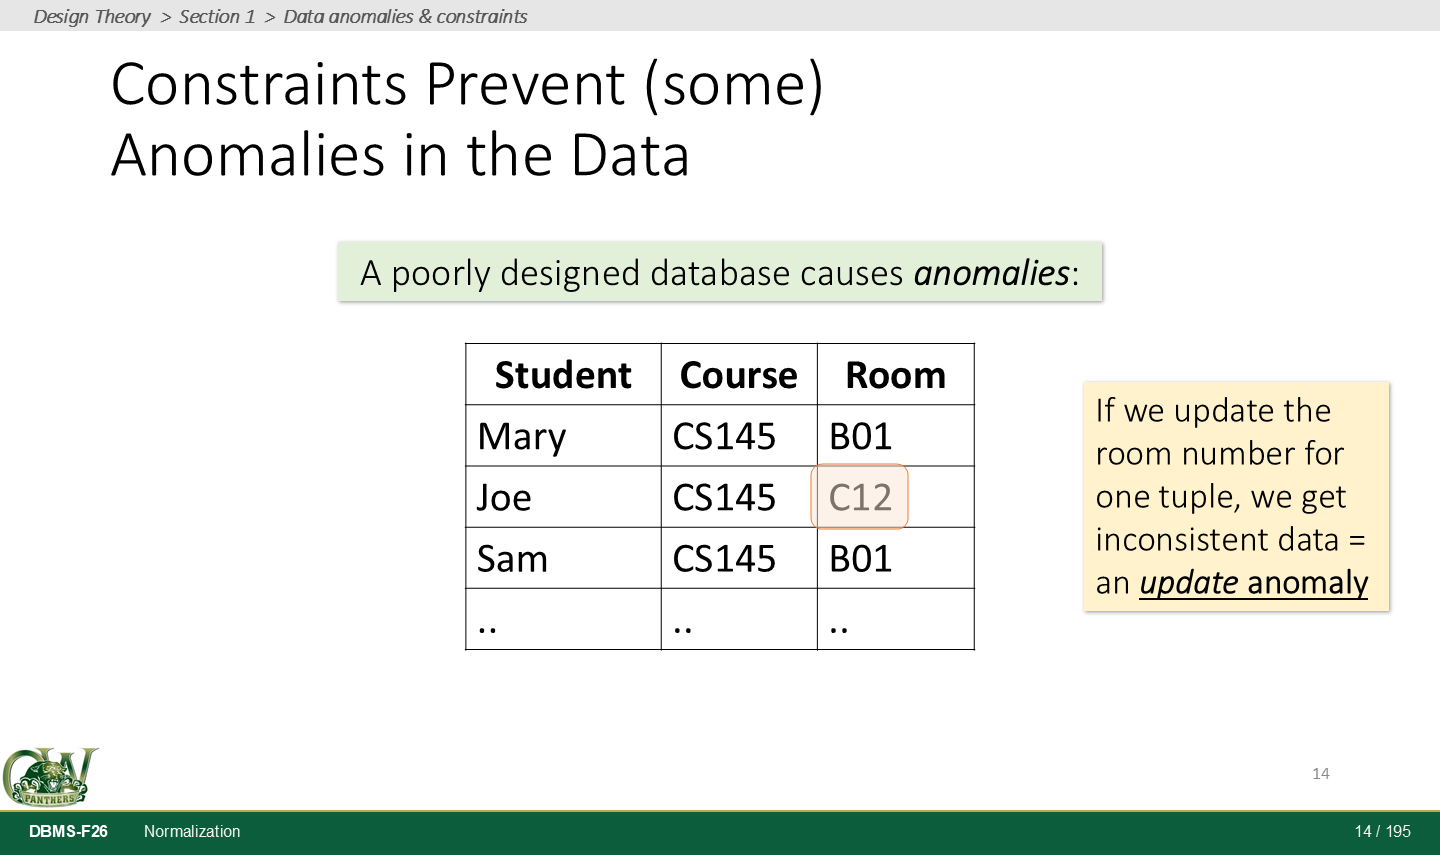 Design Theory > Section 1 > Data anomalies & constraints
Constraints Prevent (some)
Anomalies in the Data
A poorly designed database causes anomalies:
Student Course Room
Mary CS145 B01
Joe CS145 C12
Sam CS145 B01
.. .. ..
If we update the
room number for
one tuple, we get
inconsistent data =
an update anomaly
OW
PANTHERS
14
DBMS-F26 Normalization 14 / 195